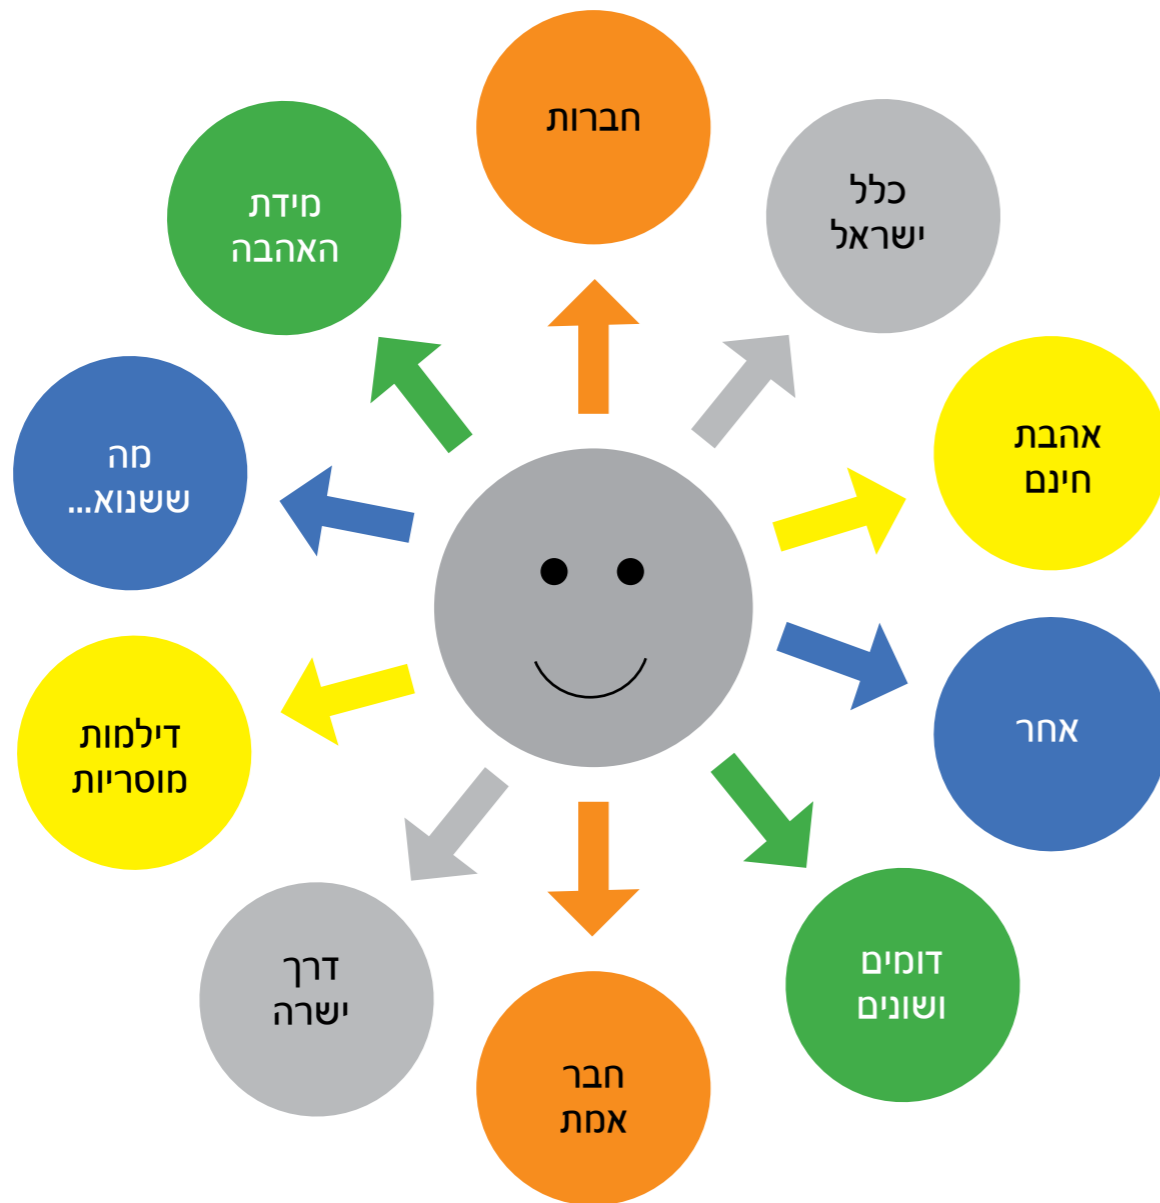 חברות
כלל
ישראל
אהבת
חינם
אחר
דומים
ושונים
חבר
אמת
דרך
ישרה
דילמות
מוסריות
מה
ששנוא...
מידת
האהבה